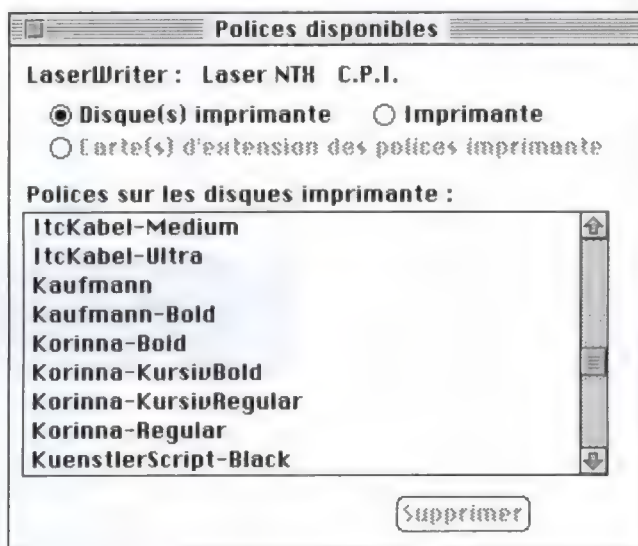 Polices disponibles
LaserWriter : Laser NTX C.P.I.
Disque(s) imprimante Imprimante
Carte(s) d'extension des polices imprimante
Polices sur les disques imprimante :
ItcKabel-Medium
ItcKabel-Ultra
Kaufmann
Kaufmann-Bold
Korinna-Bold
Korinna-KursivBold
Korinna-KursivRegular
Korinna-Regular
KuenstlerScript-Black
Supprimer